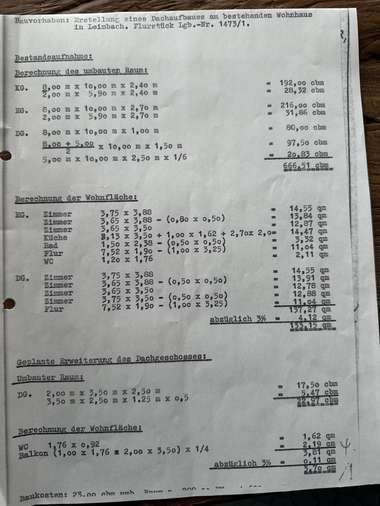 Bauvorhaben: Erstellung eines Dachaufbaues am bestehenden Wohnhaus
in Leinbach, Flurstück Lgb.-Nr. 1473/1.
Bestandsaufnahme:
Berechnung des umbauten Raum:
KG. 8,00 m x 10,00 m x 2,40 m = 192,00 cbm
2,00 m x 5,90 m x 2,40 m = 28,32 cbm
EG. 8,00 m x 10,00 m x 2,70 m = 216,00 cbm
2,00 m x 5,90 m x 2,70 m = 31,86 cbm
DG. 8,00 m x 10,00 m x 1,00 m = 80,00 cbm
8,00 + 5,00
2 x 10,00 m x 1,50 m = 97,50 cbm
5,00 m x 10,00 m x 2,50 m x 1/6 = 20,83 cbm
666,51 cbm
Berechnung der Wohnfläche:
EG. Zimmer 3,75 x 3,88 = 14,55 qm
Zimmer 3,65 x 3,88 - (0,80 x 0,50) = 13,84 qm
Zimmer 3,65 x 3,50 = 12,87 qm
Küche 3,13 x 3,50 + 1,00 x 1,62 + 2,70x 2,0= 14,47 qm
Bad 1,50 x 2,38 - (0,50 x 0,50) = 3,32 qm
Flur 7,52 x 1,90 - (1,00 x 3,25) = 11,04 qm
WC 1,20 x 1,76 = 2,11 qm
DG. Zimmer 3,75 x 3,88 = 14,55 qm
Zimmer 3,65 x 3,88 - (0,50 x 0,50) = 13,91 qm
Zimmer 3,65 x 3,50 = 12,78 qm
Zimmer 3,75 x 3,50 - (0,50 x 0,50) = 12,88 qm
Flur 7,52 x 1,90 - (1,00 x 3,25) = 11,04 qm
137,27 qm
abzüglich 3% = 4,12 qm
133,15 qm
Geplante Erweiterung des Dachgeschosses:
Umbauter Raum:
DG. 2,00 m x 3,50 m x 2,50 m = 17,50 cbm
3,50 m x 2,50 m x 1.25 m x 0,5 = 5,47 cbm
22,97 cbm
Berechnung der Wohnfläche:
WC 1,76 x 0,92 = 1,62 qm
Balkon (1,00 x 1,76 + 2,00 x 3,50) x 1/4 = 2,19 qm
3,81 qm
abzüglich 3% = 0,11 qm
3,70 qm
Baukosten: